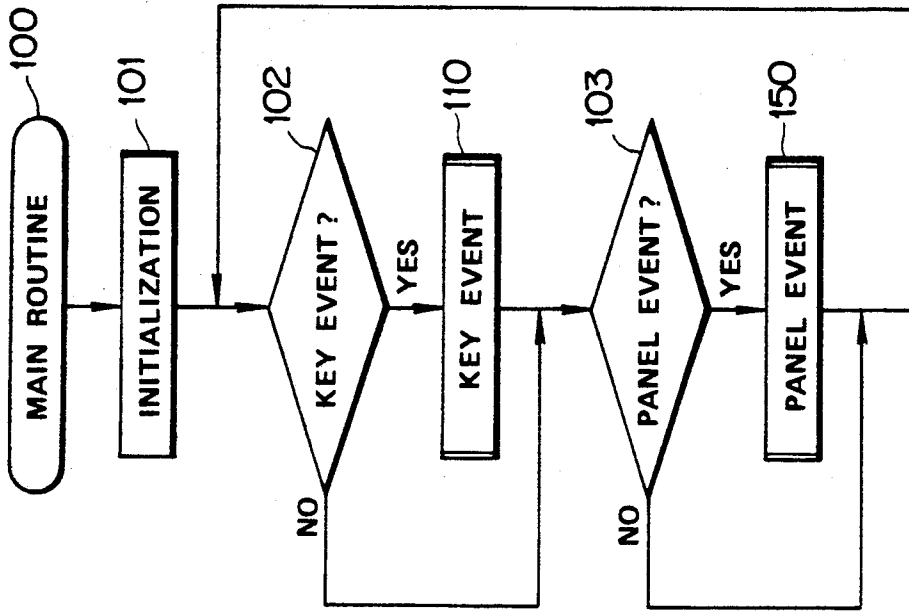 MAIN ROUTINE
100
INITIALIZATION
101
KEY EVENT?
102
NO
YES
KEY EVENT
110
PANEL EVENT?
103
NO
YES
PANEL EVENT
150